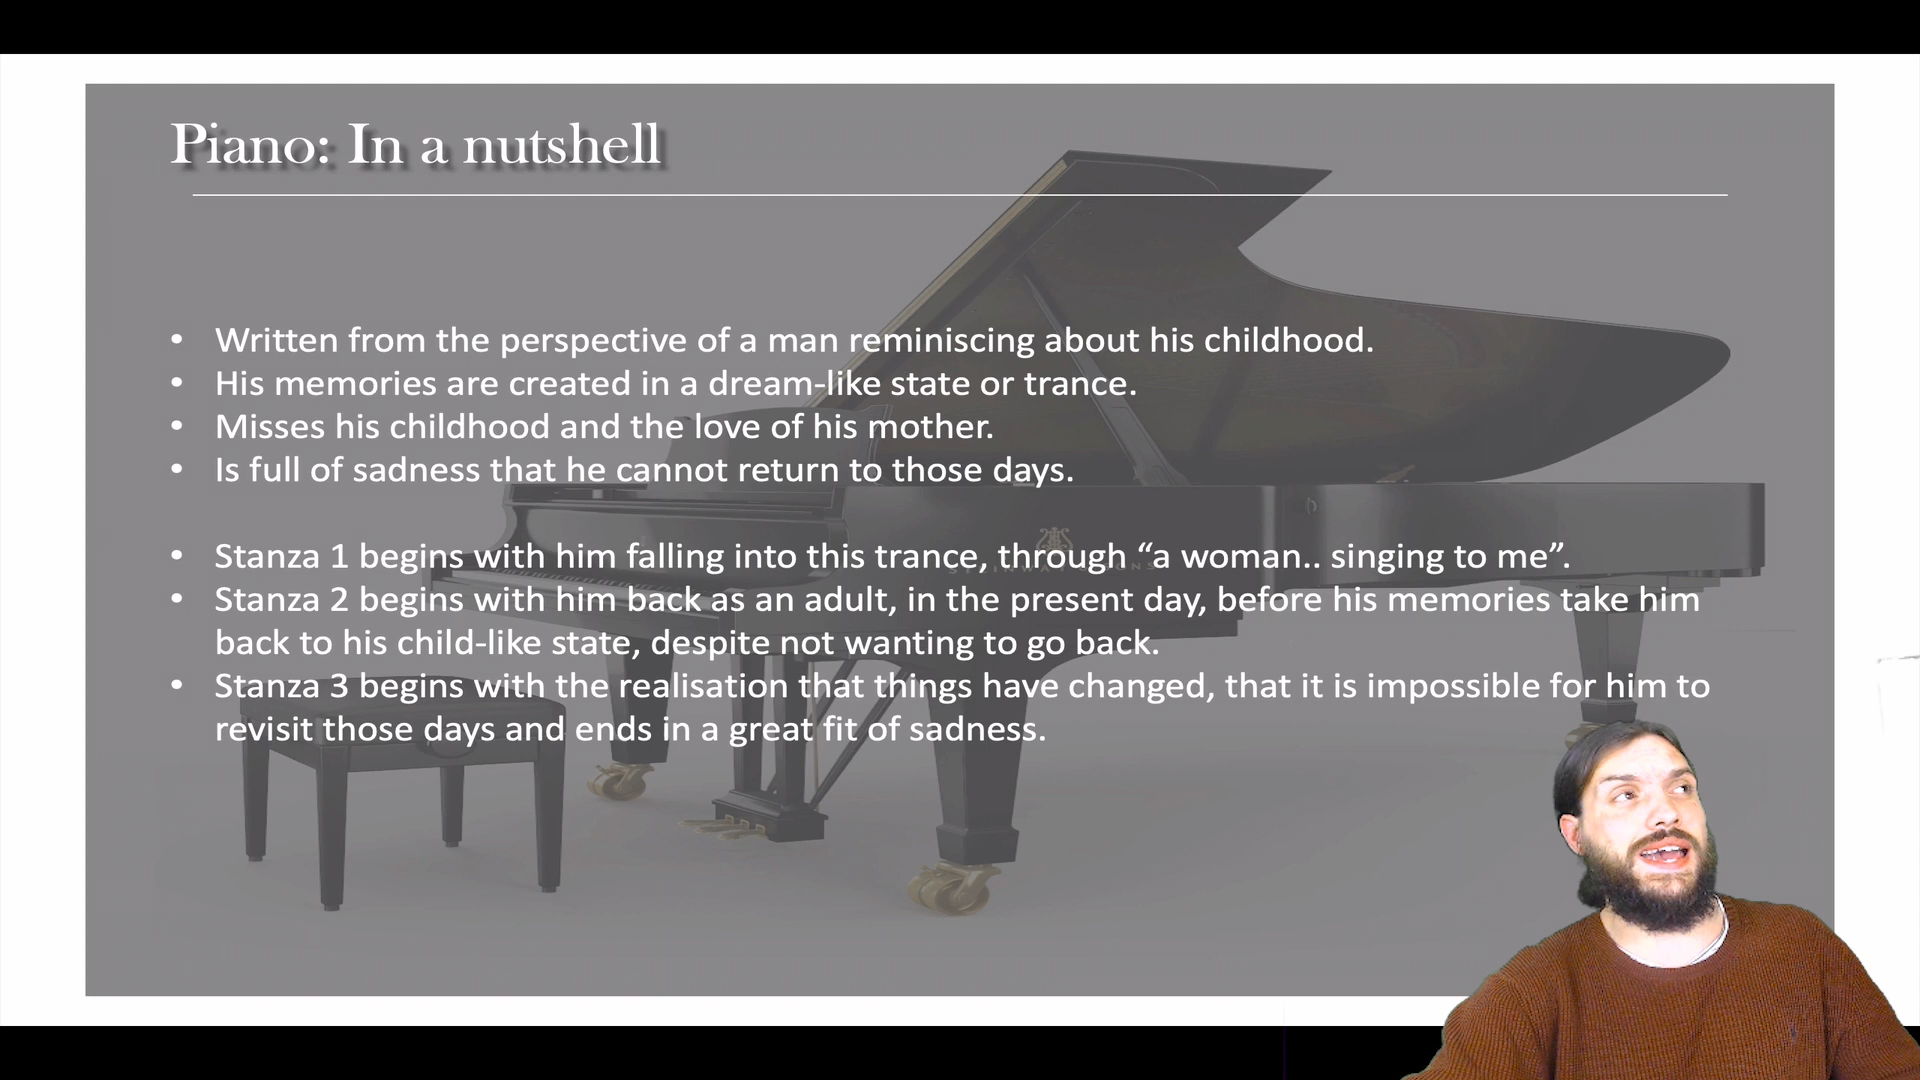 Piano: In a nutshell
• Written from the perspective of a man reminiscing about his childhood.
• His memories are created in a dream-like state or trance.
• Misses his childhood and the love of his mother.
• Is full of sadness that he cannot return to those days.
• Stanza 1 begins with him falling into this trance, through “a woman.. singing to me”.
• Stanza 2 begins with him back as an adult, in the present day, before his memories take him
back to his child-like state, despite not wanting to go back.
• Stanza 3 begins with the realisation that things have changed, that it is impossible for him to
revisit those days and ends in a great fit of sadness.